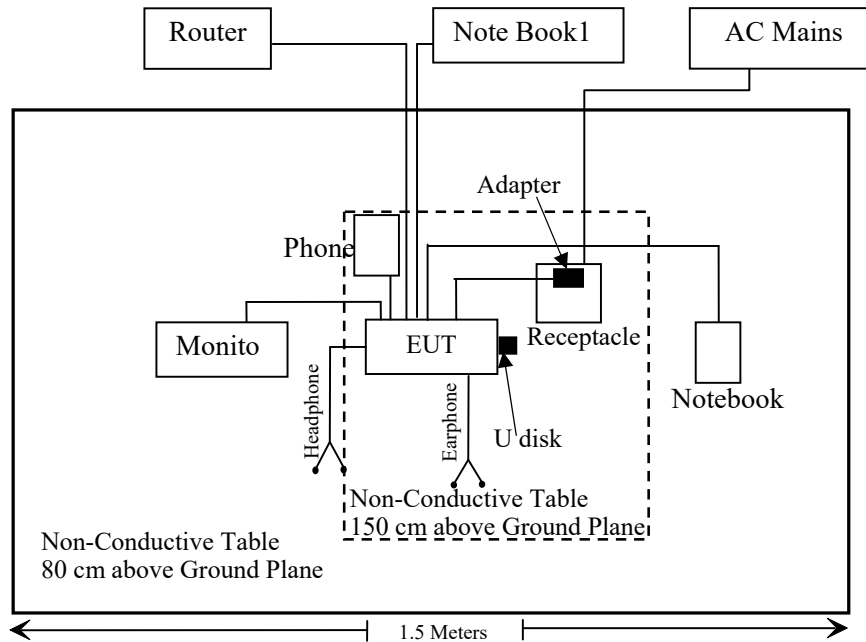 Router
Note Book1
AC Mains
Adapter
Phone
Monito
EUT
Receptacle
Notebook
Headphone
Earphone
U disk
Non-Conductive Table
150 cm above Ground Plane
Non-Conductive Table
80 cm above Ground Plane
1.5 Meters